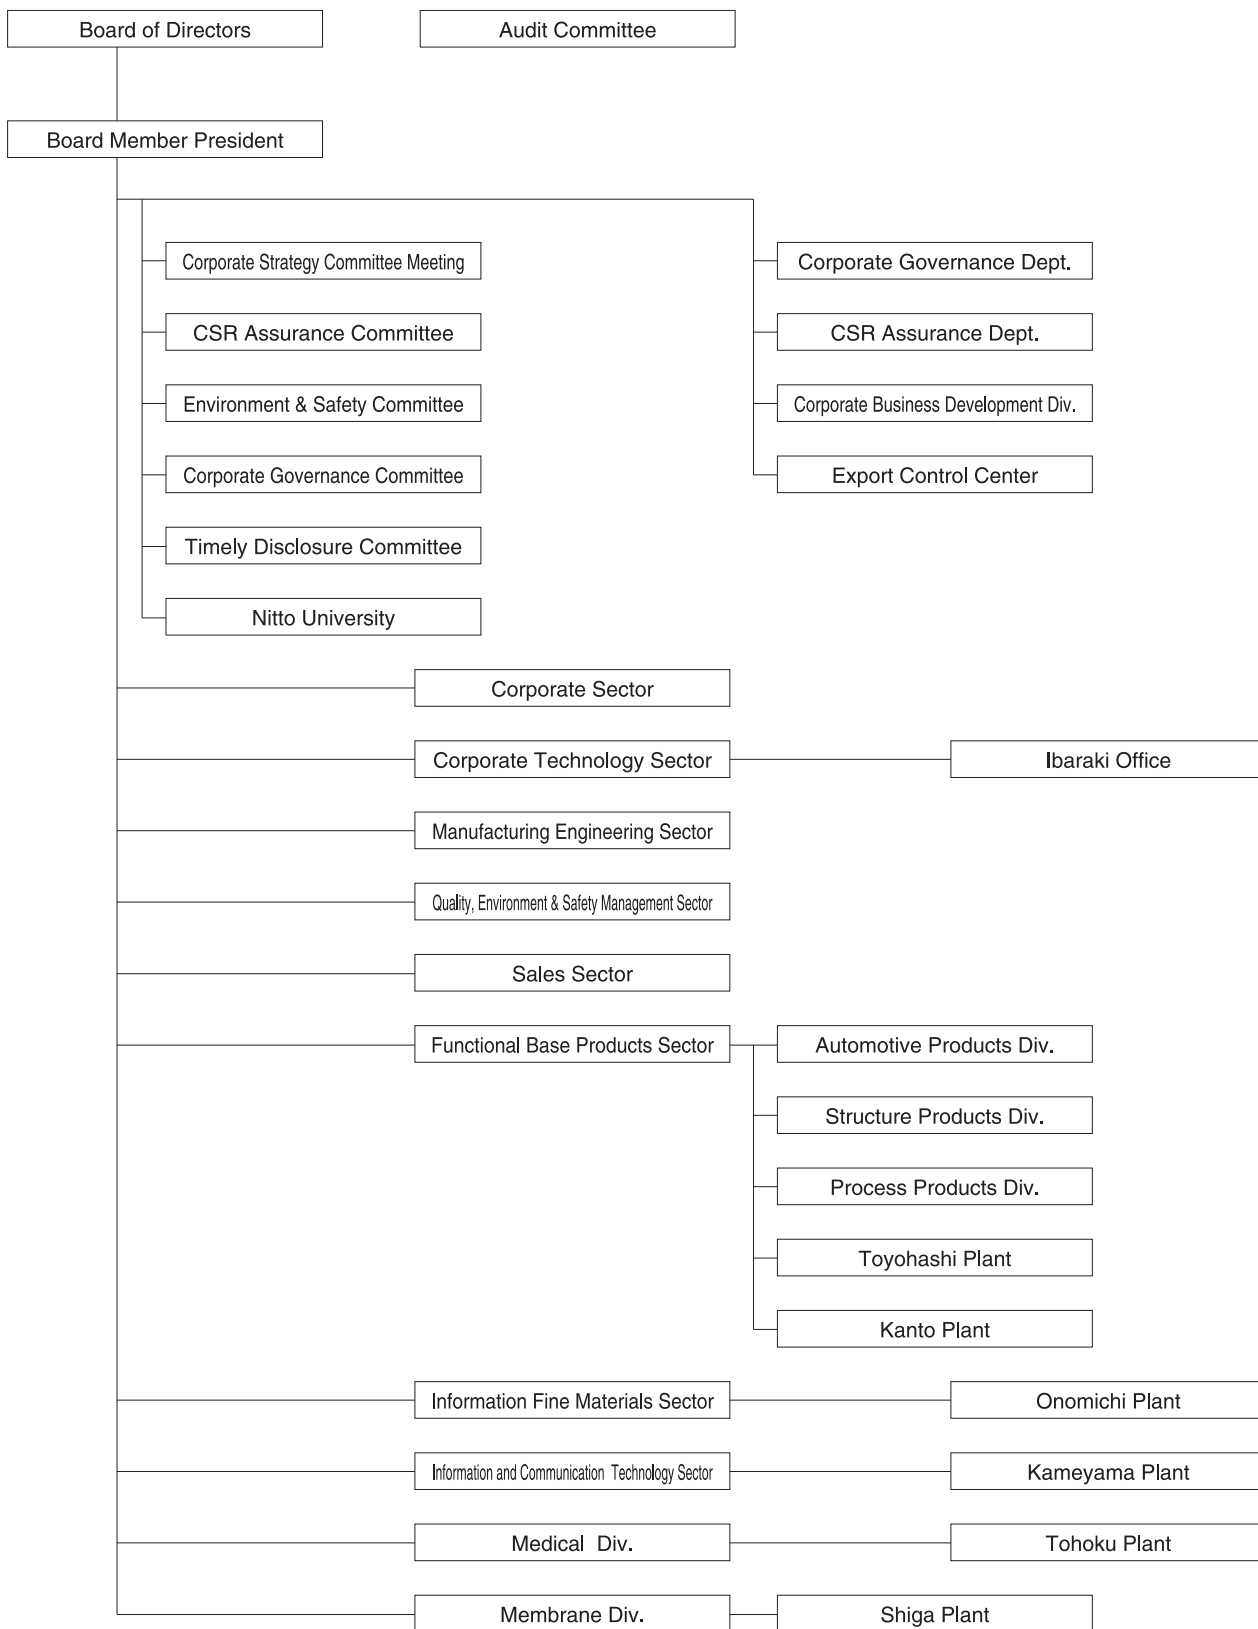 Board of Directors
Audit Committee
Board Member President
Corporate Strategy Committee Meeting
Corporate Governance Dept.
CSR Assurance Committee
CSR Assurance Dept.
Environment & Safety Committee
Corporate Business Development Div.
Corporate Governance Committee
Export Control Center
Timely Disclosure Committee
Nitto University
Corporate Sector
Corporate Technology Sector
Ibaraki Office
Manufacturing Engineering Sector
Quality, Environment & Safety Management Sector
Sales Sector
Functional Base Products Sector
Automotive Products Div.
Structure Products Div.
Process Products Div.
Toyohashi Plant
Kanto Plant
Information Fine Materials Sector
Onomichi Plant
Information and Communication Technology Sector
Kameyama Plant
Medical Div.
Tohoku Plant
Membrane Div.
Shiga Plant